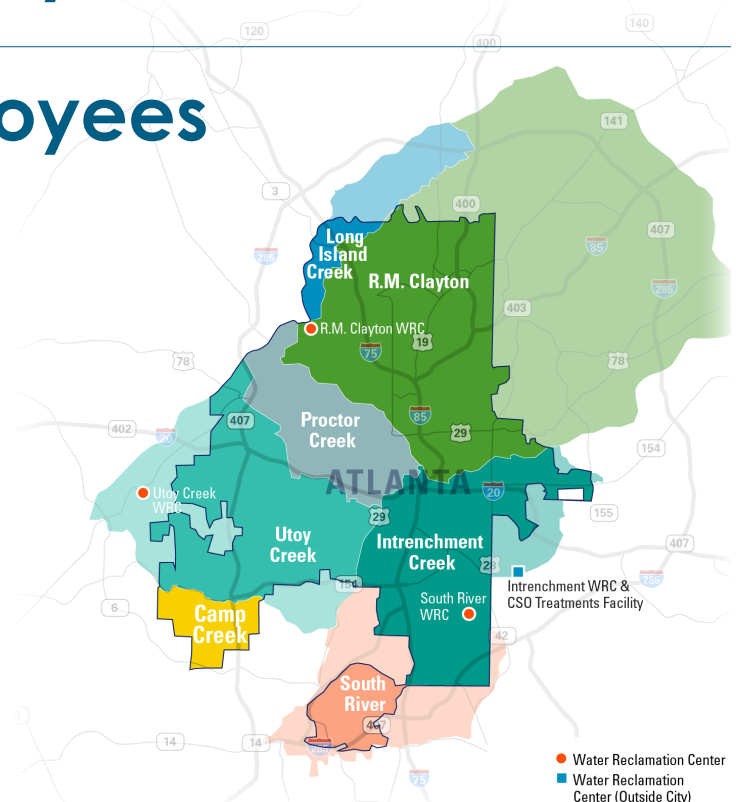 oyees
120
140
400
141
3
400
407
285
85
285
Long
Island
Creek
R.M. Clayton
403
R.M. Clayton WRC
19
75
78
78
407
85
402
20
Proctor
Creek
29
154
ATLANTA
20
Utoy Creek
WRC
29
155
Utoy
Creek
Intrenchment
Creek
407
154
Intrenchment WRC &
CSO Treatments Facility
285
South River
WRC
6
Camp
Creek
42
South
River
14
14
75
Water Reclamation Center
Water Reclamation
Center (Outside City)